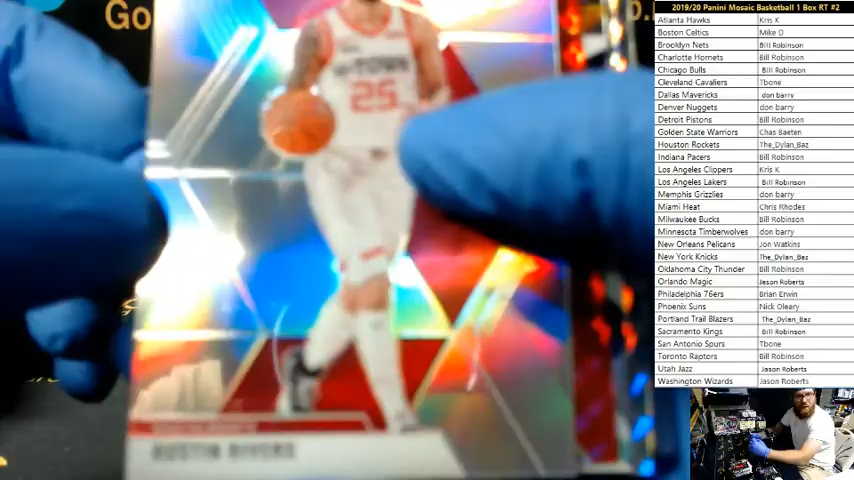 Go
H-TOWN
25
AUSTIN RIVERS
2019/20 Panini Mosaic Basketball 1 Box RT #2
Atlanta Hawks Kris K
Boston Celtics Mike D
Brooklyn Nets Bill Robinson
Charlotte Hornets Bill Robinson
Chicago Bulls Bill Robinson
Cleveland Cavaliers Tbone
Dallas Mavericks don barry
Denver Nuggets don barry
Detroit Pistons Bill Robinson
Golden State Warriors Chas Baeten
Houston Rockets The_Dylan_Baz
Indiana Pacers Bill Robinson
Los Angeles Clippers Kris K
Los Angeles Lakers Bill Robinson
Memphis Grizzlies don barry
Miami Heat Chris Rhodes
Milwaukee Bucks Bill Robinson
Minnesota Timberwolves don barry
New Orleans Pelicans Jon Watkins
New York Knicks The_Dylan_Baz
Oklahoma City Thunder Bill Robinson
Orlando Magic Jason Roberts
Philadelphia 76ers Brian Erwin
Phoenix Suns Nick Oleary
Portland Trail Blazers The_Dylan_Baz
Sacramento Kings Bill Robinson
San Antonio Spurs Tbone
Toronto Raptors Bill Robinson
Utah Jazz Jason Roberts
Washington Wizards Jason Roberts